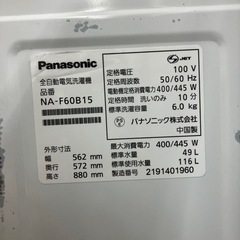 Panasonic
全自動電気洗濯機
品番
NA-F60B15
JET
定格電圧 100 V
定格周波数 50/60 Hz
電動機定格消費電力 400/445 W
定格時間 洗いのみ 10 分
標準洗濯容量 6.0 kg
パナソニック株式会社
中国製
外形寸法
幅 562 mm
奥行 572 mm
高さ 880 mm
最大消費電力 400/445 W
標準水量 49 L
標準使用水量 116 L
製造番号 2191401960